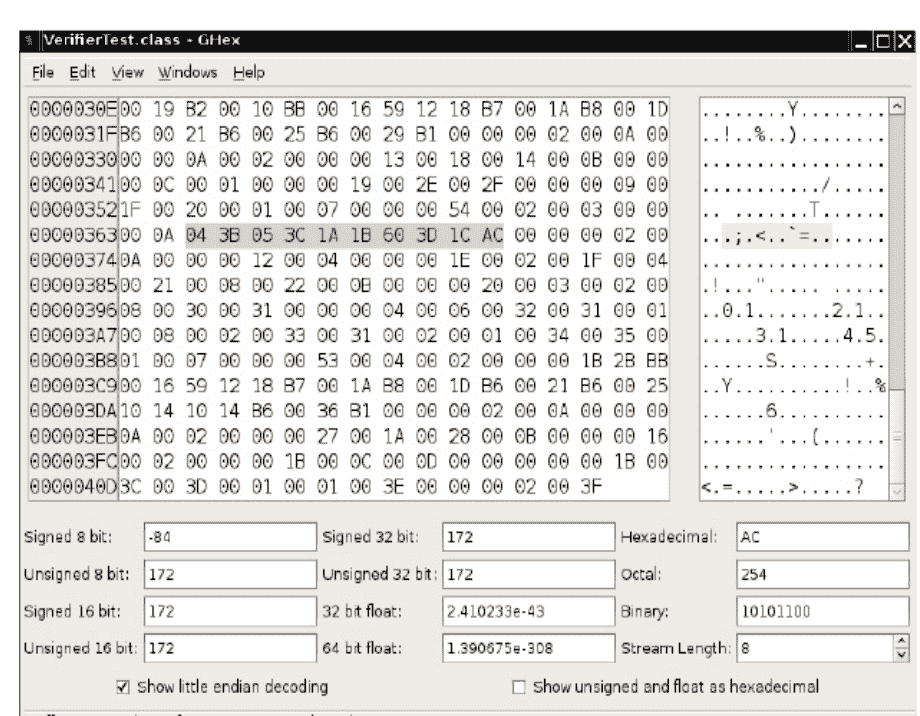 VerifierTest.class - GHex
File Edit View Windows Help
0000030E 00 19 B2 00 10 BB 00 16 59 12 18 B7 00 1A B8 00 1D ........Y........
0000031F B6 00 21 B6 00 25 B6 00 29 B1 00 00 00 02 00 0A 00 ..!..%..)........
00000330 00 00 0A 00 02 00 00 00 13 00 18 00 14 00 0B 00 00 .................
00000341 00 0C 00 01 00 00 00 19 00 2E 00 2F 00 00 00 09 00 .........../.....
00000352 1F 00 20 00 01 00 07 00 00 00 54 00 02 00 03 00 00 .. .......T......
00000363 00 0A 04 3B 05 3C 1A 1B 60 3D 1C AC 00 00 00 02 00 ...;.<..`=.......
00000374 0A 00 00 00 12 00 04 00 00 00 1E 00 02 00 1F 00 04 .................
00000385 00 21 00 08 00 22 00 0B 00 00 00 20 00 03 00 02 00 .!..."..... .....
00000396 08 00 30 00 31 00 00 00 04 00 06 00 32 00 31 00 01 ..0.1.......2.1..
000003A7 00 08 00 02 00 33 00 31 00 02 00 01 00 34 00 35 00 .....3.1.....4.5.
000003B8 01 00 07 00 00 00 53 00 04 00 02 00 00 00 1B 2B BB ......S........+.
000003C9 00 16 59 12 18 B7 00 1A B8 00 1D B6 00 21 B6 00 25 ..Y..........!..%
000003DA 10 14 10 14 B6 00 36 B1 00 00 00 02 00 0A 00 00 00 ......6..........
000003EB 0A 00 02 00 00 00 27 00 1A 00 28 00 0B 00 00 00 16 ......'...(......
000003FC 00 02 00 00 00 1B 00 0C 00 0D 00 00 00 00 00 1B 00 .................
0000040D 3C 00 3D 00 01 00 01 00 3E 00 00 00 02 00 3F <.=.....>.....?
Signed 8 bit: -84 Signed 32 bit: 172 Hexadecimal: AC
Unsigned 8 bit: 172 Unsigned 32 bit: 172 Octal: 254
Signed 16 bit: 172 32 bit float: 2.410233e-43 Binary: 10101100
Unsigned 16 bit: 172 64 bit float: 1.390675e-308 Stream Length: 8
Show little endian decoding Show unsigned and float as hexadecimal